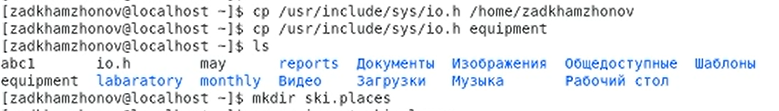 [zadkhamzhonov@localhost ~]$ cp /usr/include/sys/io.h /home/zadkhamzhonov
[zadkhamzhonov@localhost ~]$ cp /usr/include/sys/io.h equipment
[zadkhamzhonov@localhost ~]$ ls
abc1 io.h may reports Документы Изображения Общедоступные Шаблоны
equipment labaratory monthly Видео Загрузки Музыка Рабочий стол
[zadkhamzhonov@localhost ~]$ mkdir ski.places